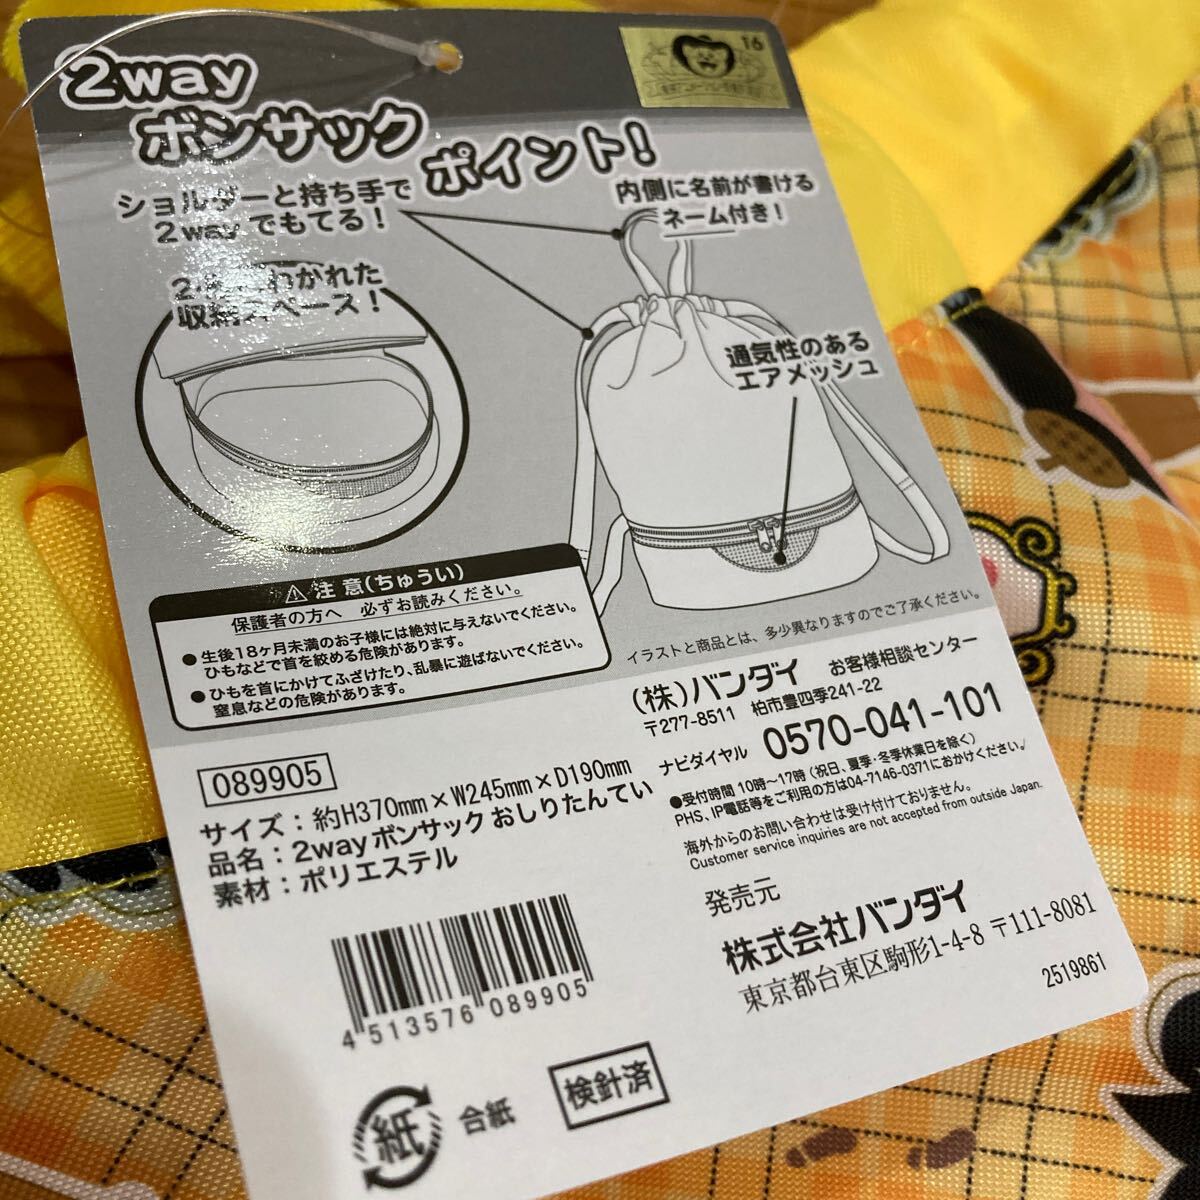 2way
ボンサック
ポイント!
16
ショルダーと持ち手で
2wayでもてる!
内側に名前が書ける
ネーム付き!
わかれた
収納スペース!
通気性のある
エアメッシュ
⚠注意(ちゅうい)
保護者の方へ 必ずお読みください。
●生後18ヶ月未満のお子様には絶対に与えないでください。
ひもなどで首を絞める危険があります。
●ひもを首にかけてふざけたり、乱暴に遊ばないでください。
窒息などの危険があります。
イラストと商品とは、多少異なりますのでご了承ください。
(株)バンダイ お客様相談センター
〒277-8511 柏市豊四季241-22
ナビダイヤル 0570-041-101
●受付時間 10時〜17時(祝日、夏季・冬季休業日を除く)
PHS、IP電話等をご利用の方は04-7146-0371におかけください。
海外からのお問い合わせは受け付けておりません。
Customer service inquiries are not accepted from outside Japan.
089905
サイズ:約H370mm×W245mm×D190mm
品名:2wayボンサック おしりたんてい
素材:ポリエステル
発売元
株式会社バンダイ
東京都台東区駒形1-4-8 〒111-8081
2519861
4 513576 089905
紙
合紙
検針済